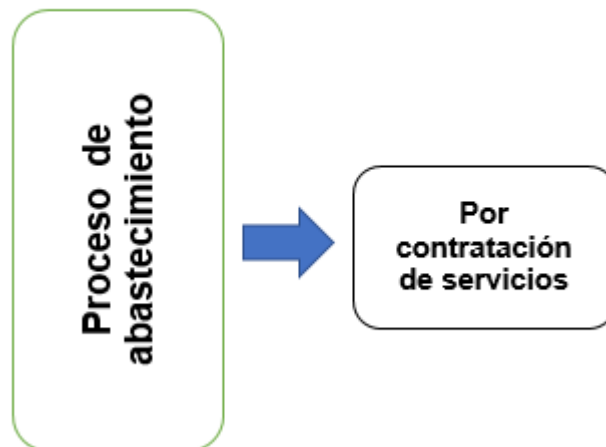 Proceso de
abastecimiento
Por
contratación
de servicios